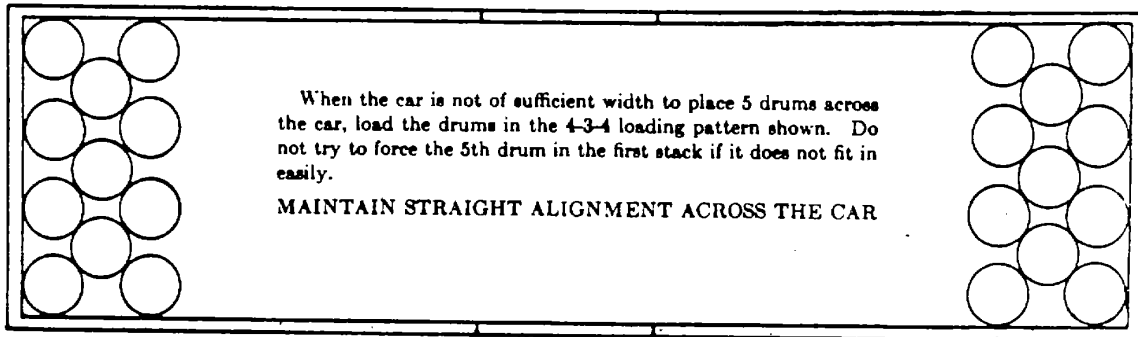 When the car is not of sufficient width to place 5 drums across
the car, load the drums in the 4-3-4 loading pattern shown. Do
not try to force the 5th drum in the first stack if it does not fit in
easily.
MAINTAIN STRAIGHT ALIGNMENT ACROSS THE CAR